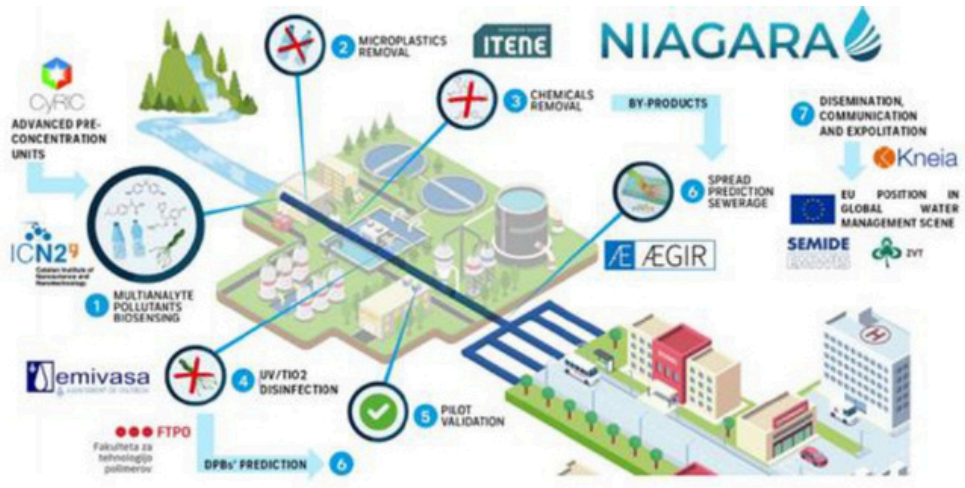 2
MICROPLASTICS
REMOVAL
ITENE
NIAGARA
CyRIC
ADVANCED PRE-
CONCENTRATION
UNITS
3
CHEMICALS
REMOVAL
BY-PRODUCTS
7
DISEMINATION,
COMMUNICATION
AND EXPOLITATION
Kneia
6
SPREAD
PREDICTION
SEWERAGE
EU POSITION IN
GLOBAL WATER
MANAGEMENT SCENE
ICN2
Catalan Institute of
Nanoscience and
Nanotechnology
Æ ÆGIR
SEMIDE
EMWIS
ZVT
1
MULTIANALYTE
POLLUTANTS
BIOSENSING
H
emivasa
4
UV/TIO2
DISINFECTION
5
PILOT
VALIDATION
FTPO
Fakulteta za
tehnologijo
polimerov
DPBs' PREDICTION
6